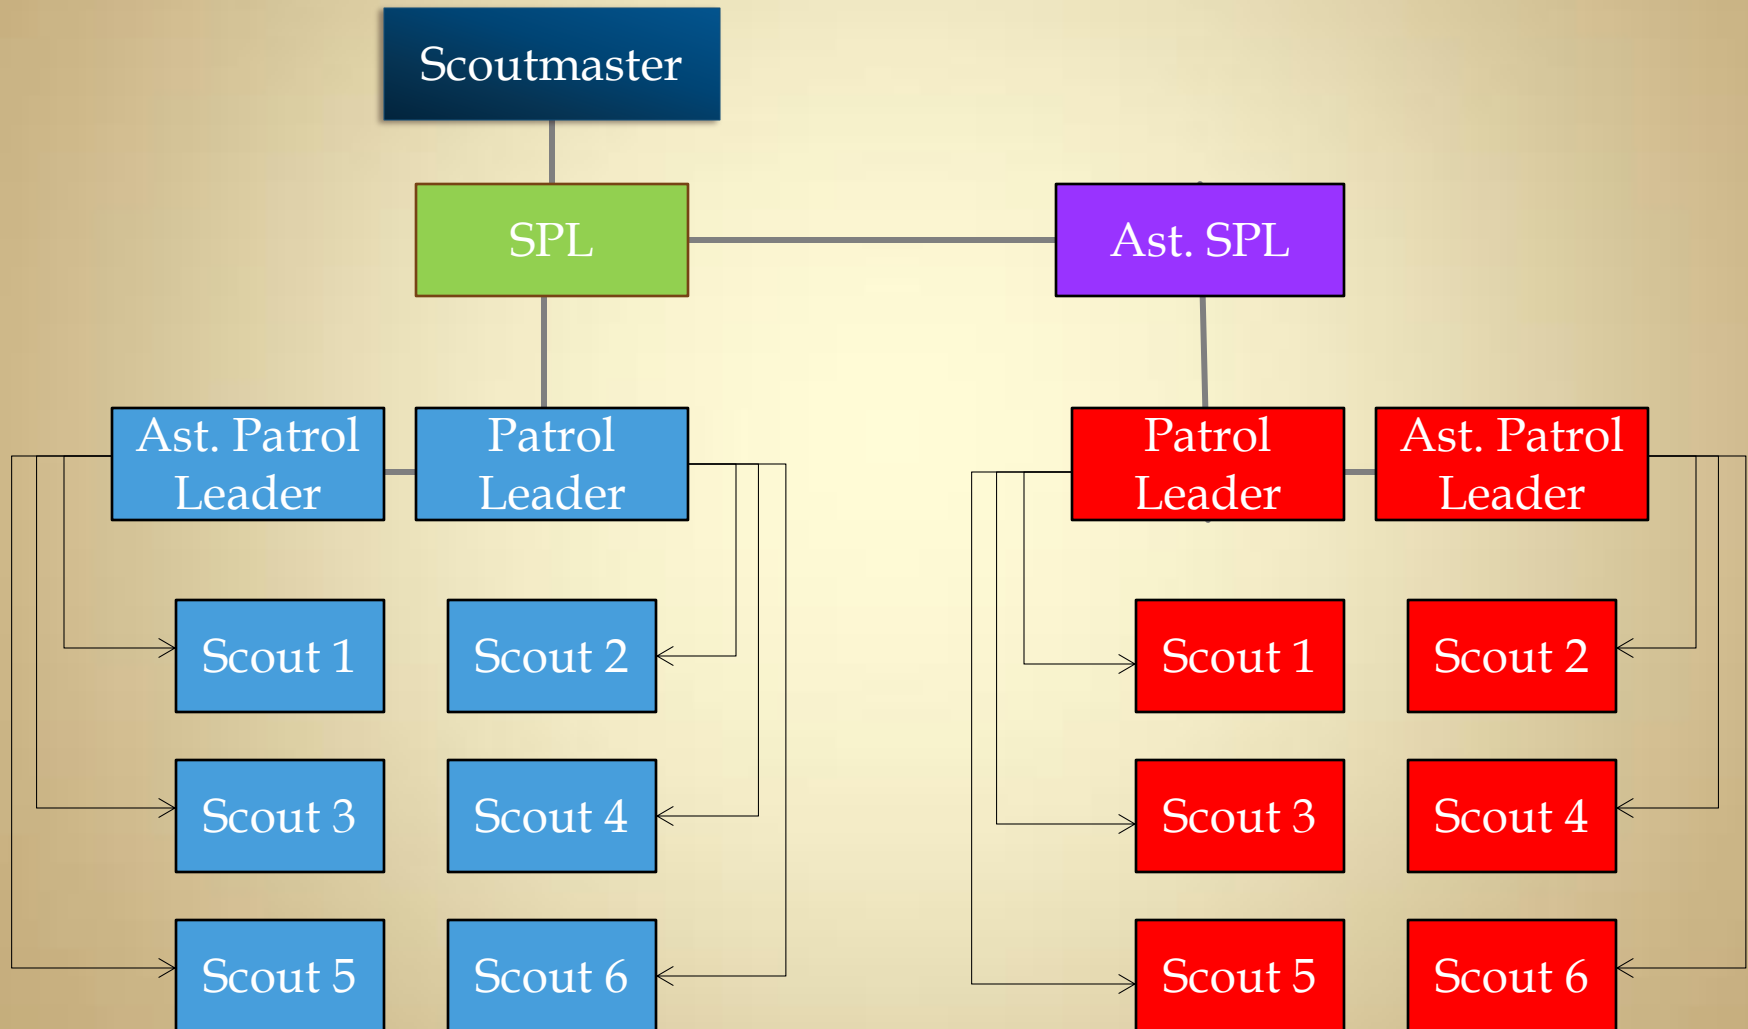 Scoutmaster
SPL
Ast. SPL
Ast. Patrol
Leader
Patrol
Leader
Patrol
Leader
Ast. Patrol
Leader
Scout 1
Scout 2
Scout 1
Scout 2
Scout 3
Scout 4
Scout 3
Scout 4
Scout 5
Scout 6
Scout 5
Scout 6